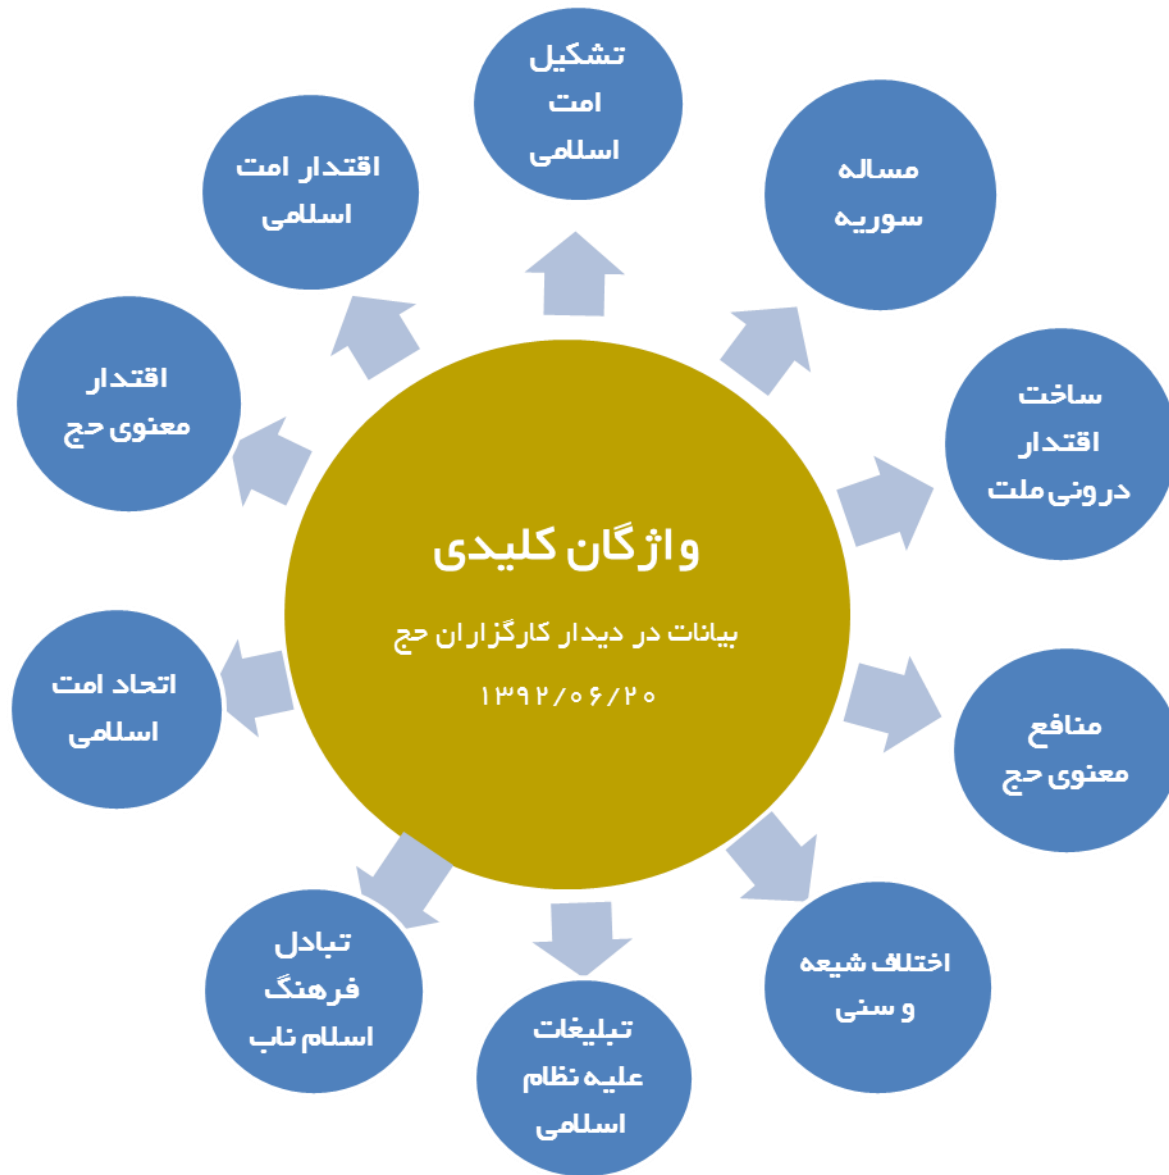 واژگان کلیدی
بیانات در دیدار کارگزاران حج
۱۳۹۲/۰۶/۲۰
تشکیل
امت
اسلامی
مساله
سوریه
ساخت
اقتدار
درونی ملت
منافع
معنوی حج
اختلاف شیعه
و سنی
تبلیغات
علیه نظام
اسلامی
تبادل
فرهنگ
اسلام ناب
اتحاد امت
اسلامی
اقتدار
معنوی حج
اقتدار امت
اسلامی